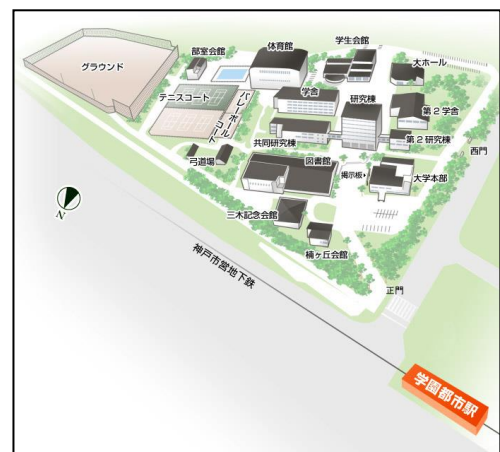 学生会館
部室会館
体育館
大ホール
グラウンド
学舎
研究棟
テニスコート
バレーボールコート
第2学舎
共同研究棟
第2研究棟
西門
弓道場
図書館
掲示板
大学本部
三木記念会館
N
楠ヶ丘会館
神戸市営地下鉄
正門
学園都市駅